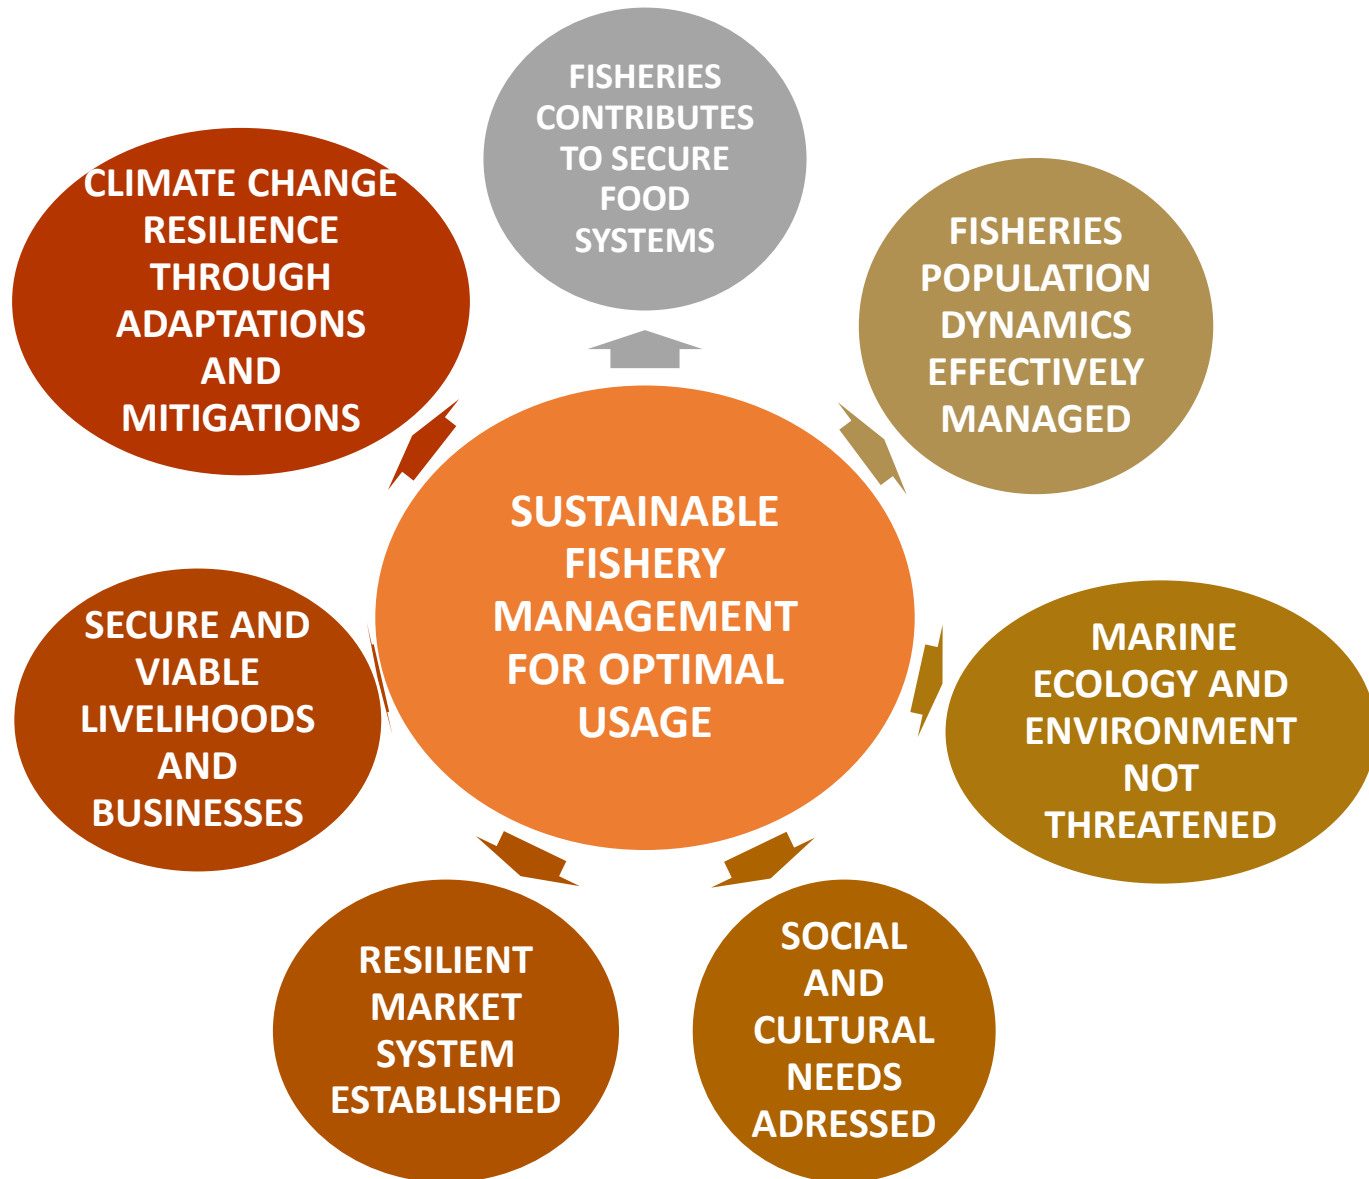 FISHERIES
CONTRIBUTES
TO SECURE
FOOD
SYSTEMS
FISHERIES
POPULATION
DYNAMICS
EFFECTIVELY
MANAGED
MARINE
ECOLOGY AND
ENVIRONMENT
NOT
THREATENED
SOCIAL
AND
CULTURAL
NEEDS
ADRESSED
RESILIENT
MARKET
SYSTEM
ESTABLISHED
SECURE AND
VIABLE
LIVELIHOODS
AND
BUSINESSES
CLIMATE CHANGE
RESILIENCE
THROUGH
ADAPTATIONS
AND
MITIGATIONS
SUSTAINABLE
FISHERY
MANAGEMENT
FOR OPTIMAL
USAGE